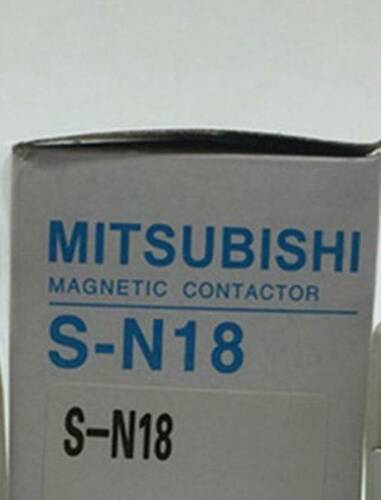 MITSUBISHI
MAGNETIC CONTACTOR
S-N18
S-N18